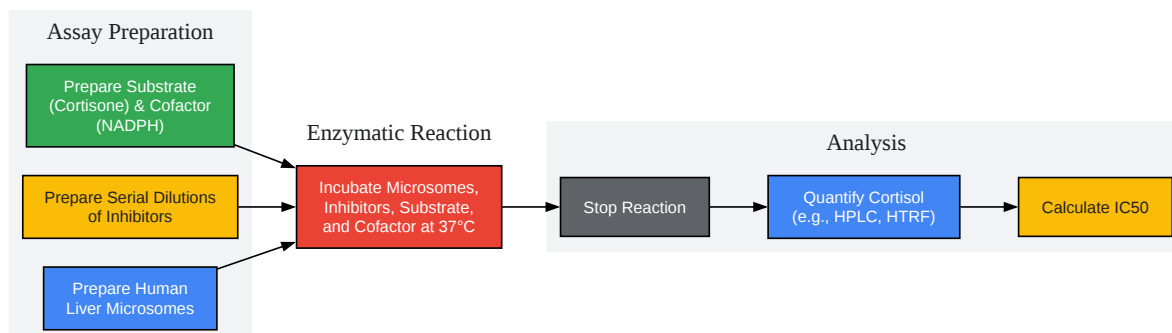 Assay Preparation
Prepare Substrate
(Cortisone) & Cofactor
(NADPH)
Prepare Serial Dilutions
of Inhibitors
Prepare Human
Liver Microsomes
Enzymatic Reaction
Incubate Microsomes,
Inhibitors, Substrate,
and Cofactor at 37°C
Analysis
Stop Reaction
Quantify Cortisol
(e.g., HPLC, HTRF)
Calculate IC50